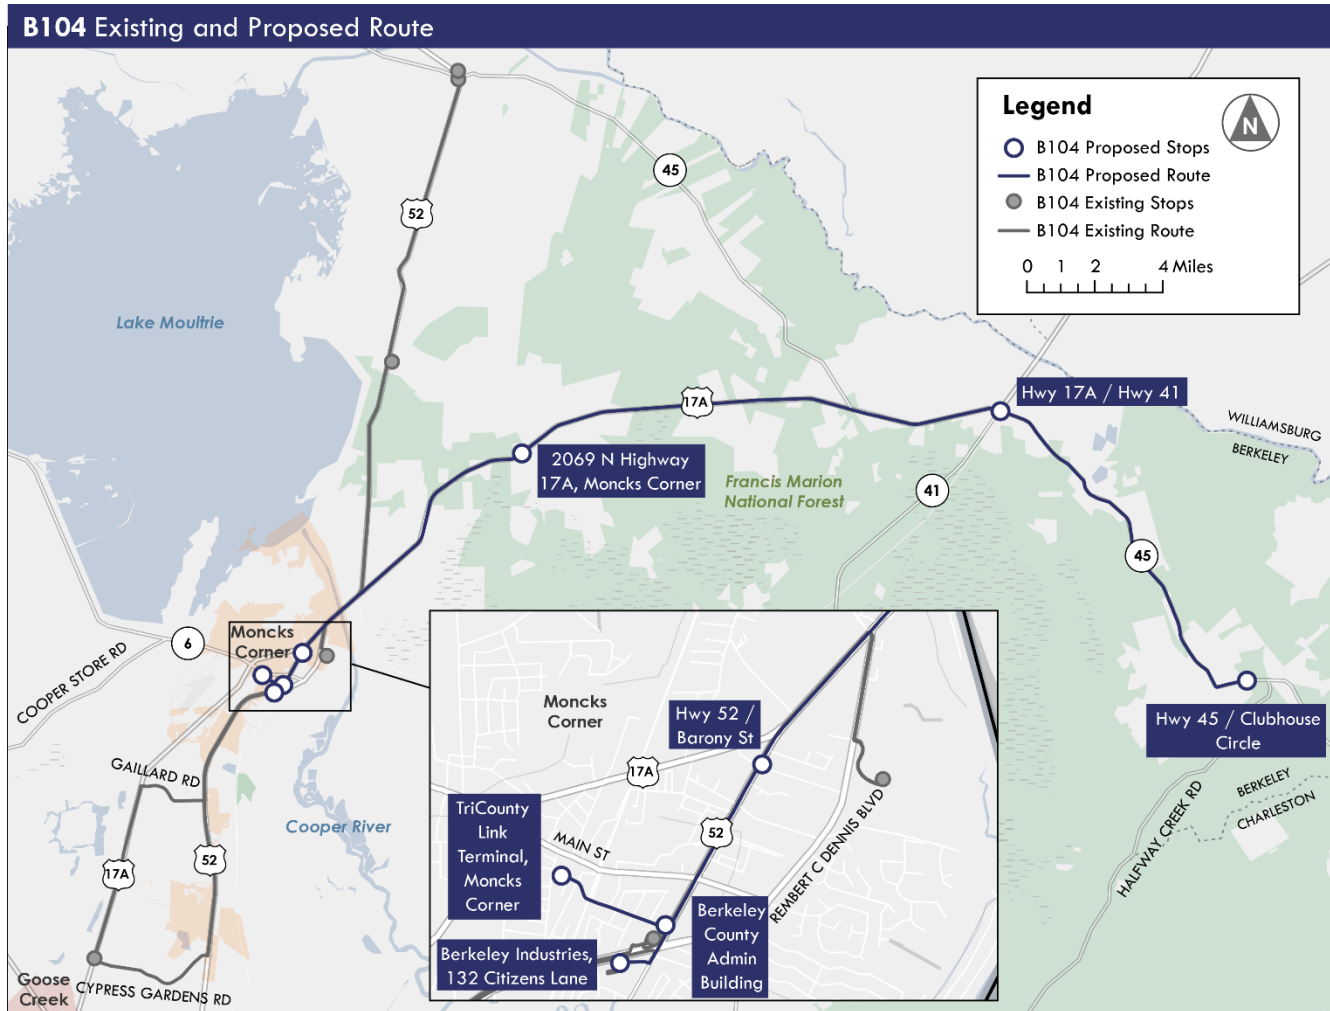 B104 Existing and Proposed Route
Legend
N
B104 Proposed Stops
B104 Proposed Route
B104 Existing Stops
B104 Existing Route
0 1 2 4 Miles
45
52
Lake Moultrie
17A
Hwy 17A / Hwy 41
WILLIAMSBURG
BERKELEY
2069 N Highway
17A, Moncks Corner
Francis Marion
National Forest
41
45
6
Moncks
Corner
COOPER STORE RD
Hwy 45 / Clubhouse
Circle
GAILLARD RD
Cooper River
BERKELEY
CHARLESTON
HALFWAY CREEK RD
17A
52
Goose
Creek
CYPRESS GARDENS RD
Moncks
Corner
Hwy 52 /
Barony St
17A
52
TriCounty
Link
Terminal,
Moncks
Corner
MAIN ST
REMBERT C DENNIS BLVD
Berkeley
County
Admin
Building
Berkeley Industries,
132 Citizens Lane